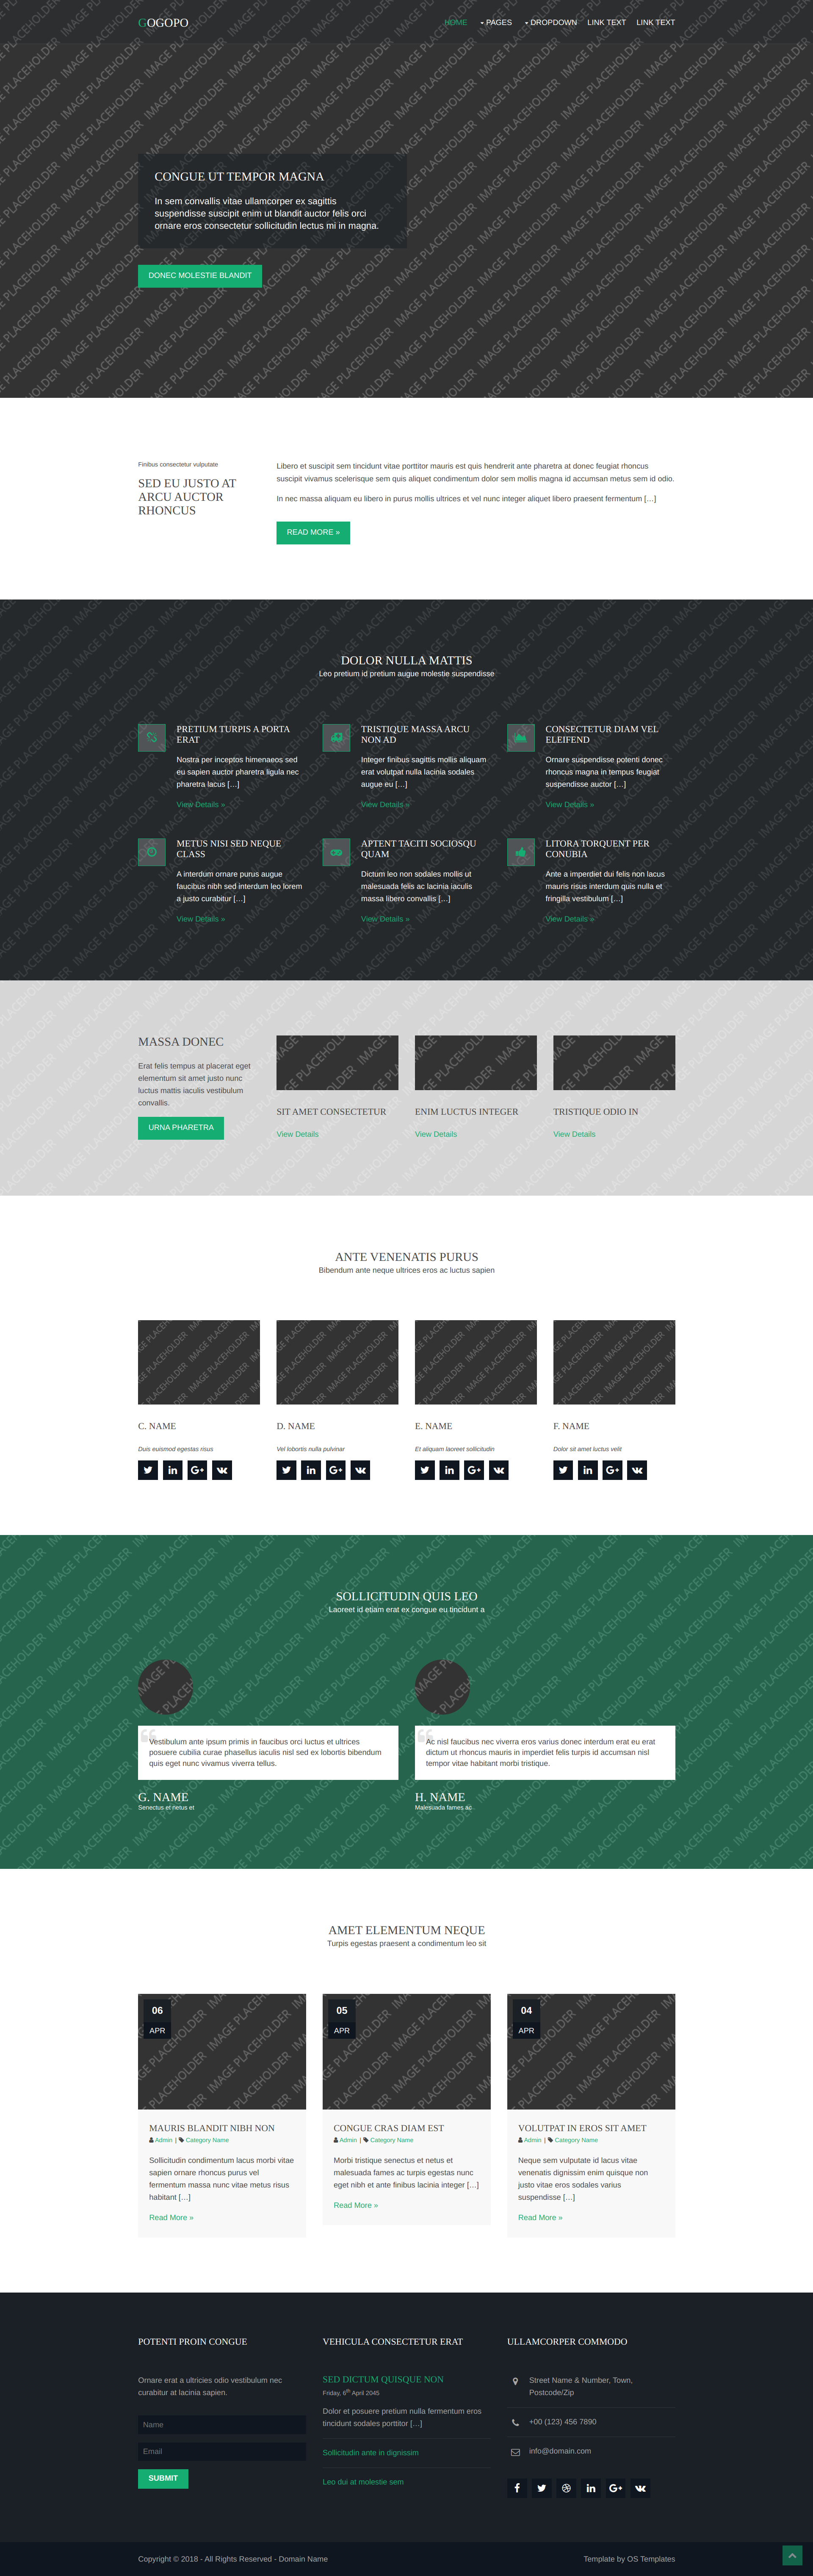 GOGOPO
HOME PAGES DROPDOWN LINK TEXT LINK TEXT
CONGUE UT TEMPOR MAGNA
In sem convallis vitae ullamcorper ex sagittis
suspendisse suscipit enim ut blandit auctor felis orci
ornare eros consectetur sollicitudin lectus mi in magna.
DONEC MOLESTIE BLANDIT
Finibus consectetur vulputate
SED EU JUSTO AT
ARCU AUCTOR
RHONCUS
Libero et suscipit sem tincidunt vitae porttitor mauris est quis hendrerit ante pharetra at donec feugiat rhoncus
suscipit vivamus scelerisque sem quis aliquet condimentum dolor sem mollis magna id accumsan metus sem id odio.
In nec massa aliquam eu libero in purus mollis ultrices et vel nunc integer aliquet libero praesent fermentum […]
READ MORE »
DOLOR NULLA MATTIS
Leo pretium id pretium augue molestie suspendisse
PRETIUM TURPIS A PORTA
ERAT
Nostra per inceptos himenaeos sed
eu sapien auctor pharetra ligula nec
pharetra lacus […]
View Details »
TRISTIQUE MASSA ARCU
NON AD
Integer finibus sagittis mollis aliquam
erat volutpat nulla lacinia sodales
augue eu […]
View Details »
CONSECTETUR DIAM VEL
ELEIFEND
Ornare suspendisse potenti donec
rhoncus magna in tempus feugiat
suspendisse auctor […]
View Details »
METUS NISI SED NEQUE
CLASS
A interdum ornare purus augue
faucibus nibh sed interdum leo lorem
a justo curabitur […]
View Details »
APTENT TACITI SOCIOSQU
QUAM
Dictum leo non sodales mollis ut
malesuada felis ac lacinia iaculis
massa libero convallis […]
View Details »
LITORA TORQUENT PER
CONUBIA
Ante a imperdiet dui felis non lacus
mauris risus interdum quis nulla et
fringilla vestibulum […]
View Details »
MASSA DONEC
Erat felis tempus at placerat eget
elementum sit amet justo nunc
luctus mattis iaculis vestibulum
convallis.
URNA PHARETRA
SIT AMET CONSECTETUR
View Details
ENIM LUCTUS INTEGER
View Details
TRISTIQUE ODIO IN
View Details
ANTE VENENATIS PURUS
Bibendum ante neque ultrices eros ac luctus sapien
C. NAME
Duis euismod egestas risus
D. NAME
Vel lobortis nulla pulvinar
E. NAME
Et aliquam laoreet sollicitudin
F. NAME
Dolor sit amet luctus velit
SOLLICITUDIN QUIS LEO
Laoreet id etiam erat ex congue eu tincidunt a
Vestibulum ante ipsum primis in faucibus orci luctus et ultrices
posuere cubilia curae phasellus iaculis nisl sed ex lobortis bibendum
quis eget nunc vivamus viverra tellus.
G. NAME
Senectus et netus et
Ac nisl faucibus nec viverra eros varius donec interdum erat eu erat
dictum ut rhoncus mauris in imperdiet felis turpis id accumsan nisl
tempor vitae habitant morbi tristique.
H. NAME
Malesuada fames ac
AMET ELEMENTUM NEQUE
Turpis egestas praesent a condimentum leo sit
06
APR
MAURIS BLANDIT NIBH NON
Admin | Category Name
Sollicitudin condimentum lacus morbi vitae
sapien ornare rhoncus purus vel
fermentum massa nunc vitae metus risus
habitant […]
Read More »
05
APR
CONGUE CRAS DIAM EST
Admin | Category Name
Morbi tristique senectus et netus et
malesuada fames ac turpis egestas nunc
eget nibh et ante finibus lacinia integer […]
Read More »
04
APR
VOLUTPAT IN EROS SIT AMET
Admin | Category Name
Neque sem vulputate id lacus vitae
venenatis dignissim enim quisque non
justo vitae eros sodales varius
suspendisse […]
Read More »
POTENTI PROIN CONGUE
Ornare erat a ultricies odio vestibulum nec
curabitur at lacinia sapien.
Name
Email
SUBMIT
VEHICULA CONSECTETUR ERAT
SED DICTUM QUISQUE NON
Friday, 6th April 2045
Dolor et posuere pretium nulla fermentum eros
tincidunt sodales porttitor […]
Sollicitudin ante in dignissim
Leo dui at molestie sem
ULLAMCORPER COMMODO
Street Name & Number, Town,
Postcode/Zip
+00 (123) 456 7890
info@domain.com
Copyright © 2018 - All Rights Reserved - Domain Name
Template by OS Templates